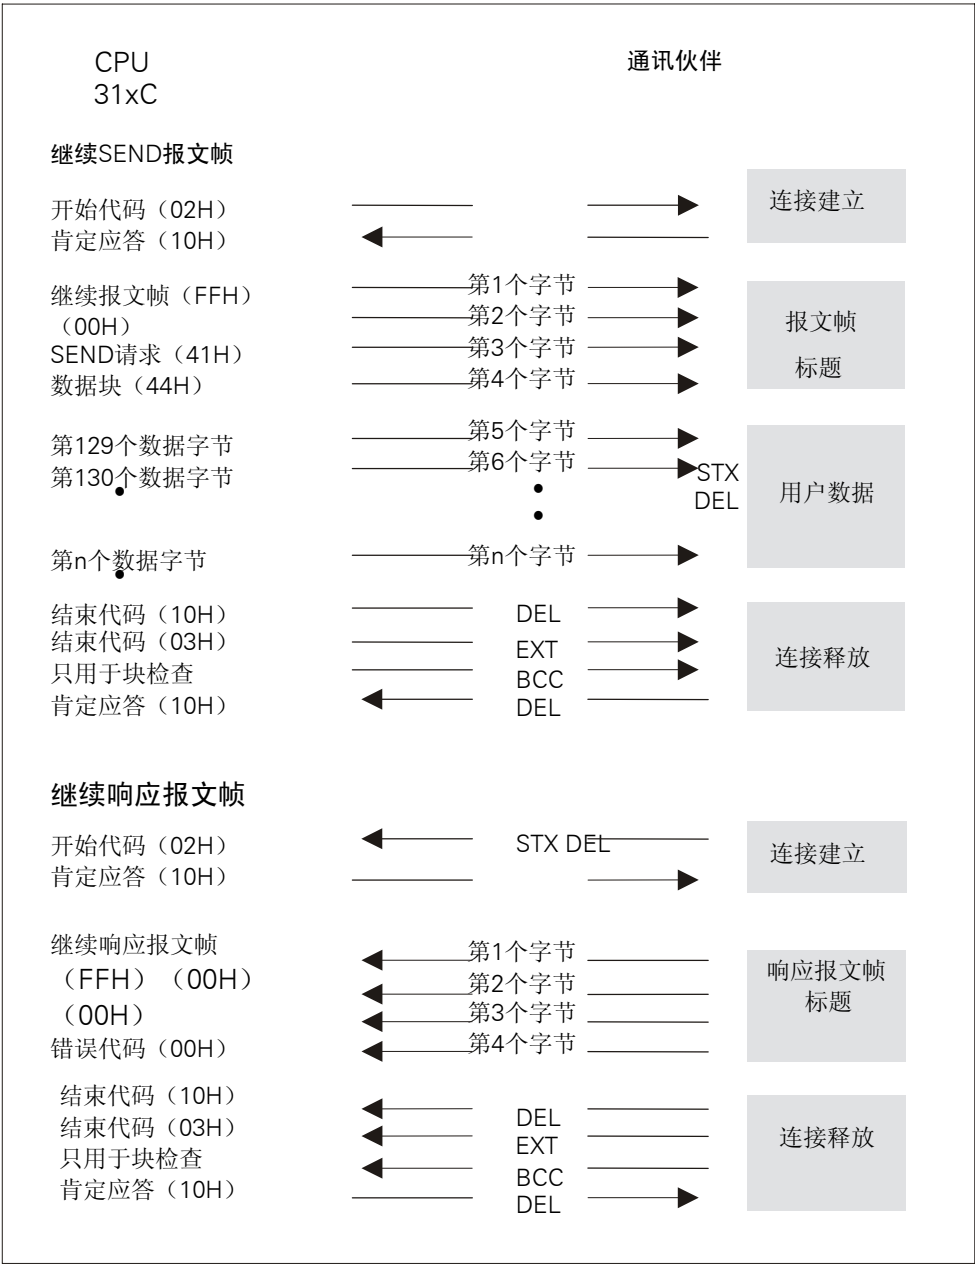 CPU
31xC
通讯伙伴
继续SEND报文帧
开始代码（02H）
肯定应答（10H）
连接建立
继续报文帧（FFH）
（00H）
SEND请求（41H）
数据块（44H）
第1个字节
第2个字节
第3个字节
第4个字节
报文帧
标题
第129个数据字节
第130个数据字节
第n个数据字节
第5个字节
第6个字节
第n个字节
STX
DEL
用户数据
结束代码（10H）
结束代码（03H）
只用于块检查
肯定应答（10H）
DEL
EXT
BCC
DEL
连接释放
继续响应报文帧
开始代码（02H）
肯定应答（10H）
STX DEL
连接建立
继续响应报文帧
（FFH）（00H）
（00H）
错误代码（00H）
第1个字节
第2个字节
第3个字节
第4个字节
响应报文帧
标题
结束代码（10H）
结束代码（03H）
只用于块检查
肯定应答（10H）
DEL
EXT
BCC
DEL
连接释放